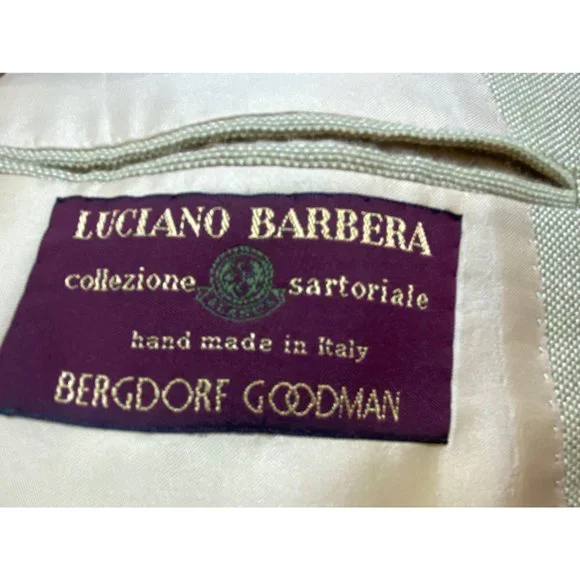 LUCIANO BARBERA
collezione sartoriale
hand made in Italy
BERGDORF GOODMAN